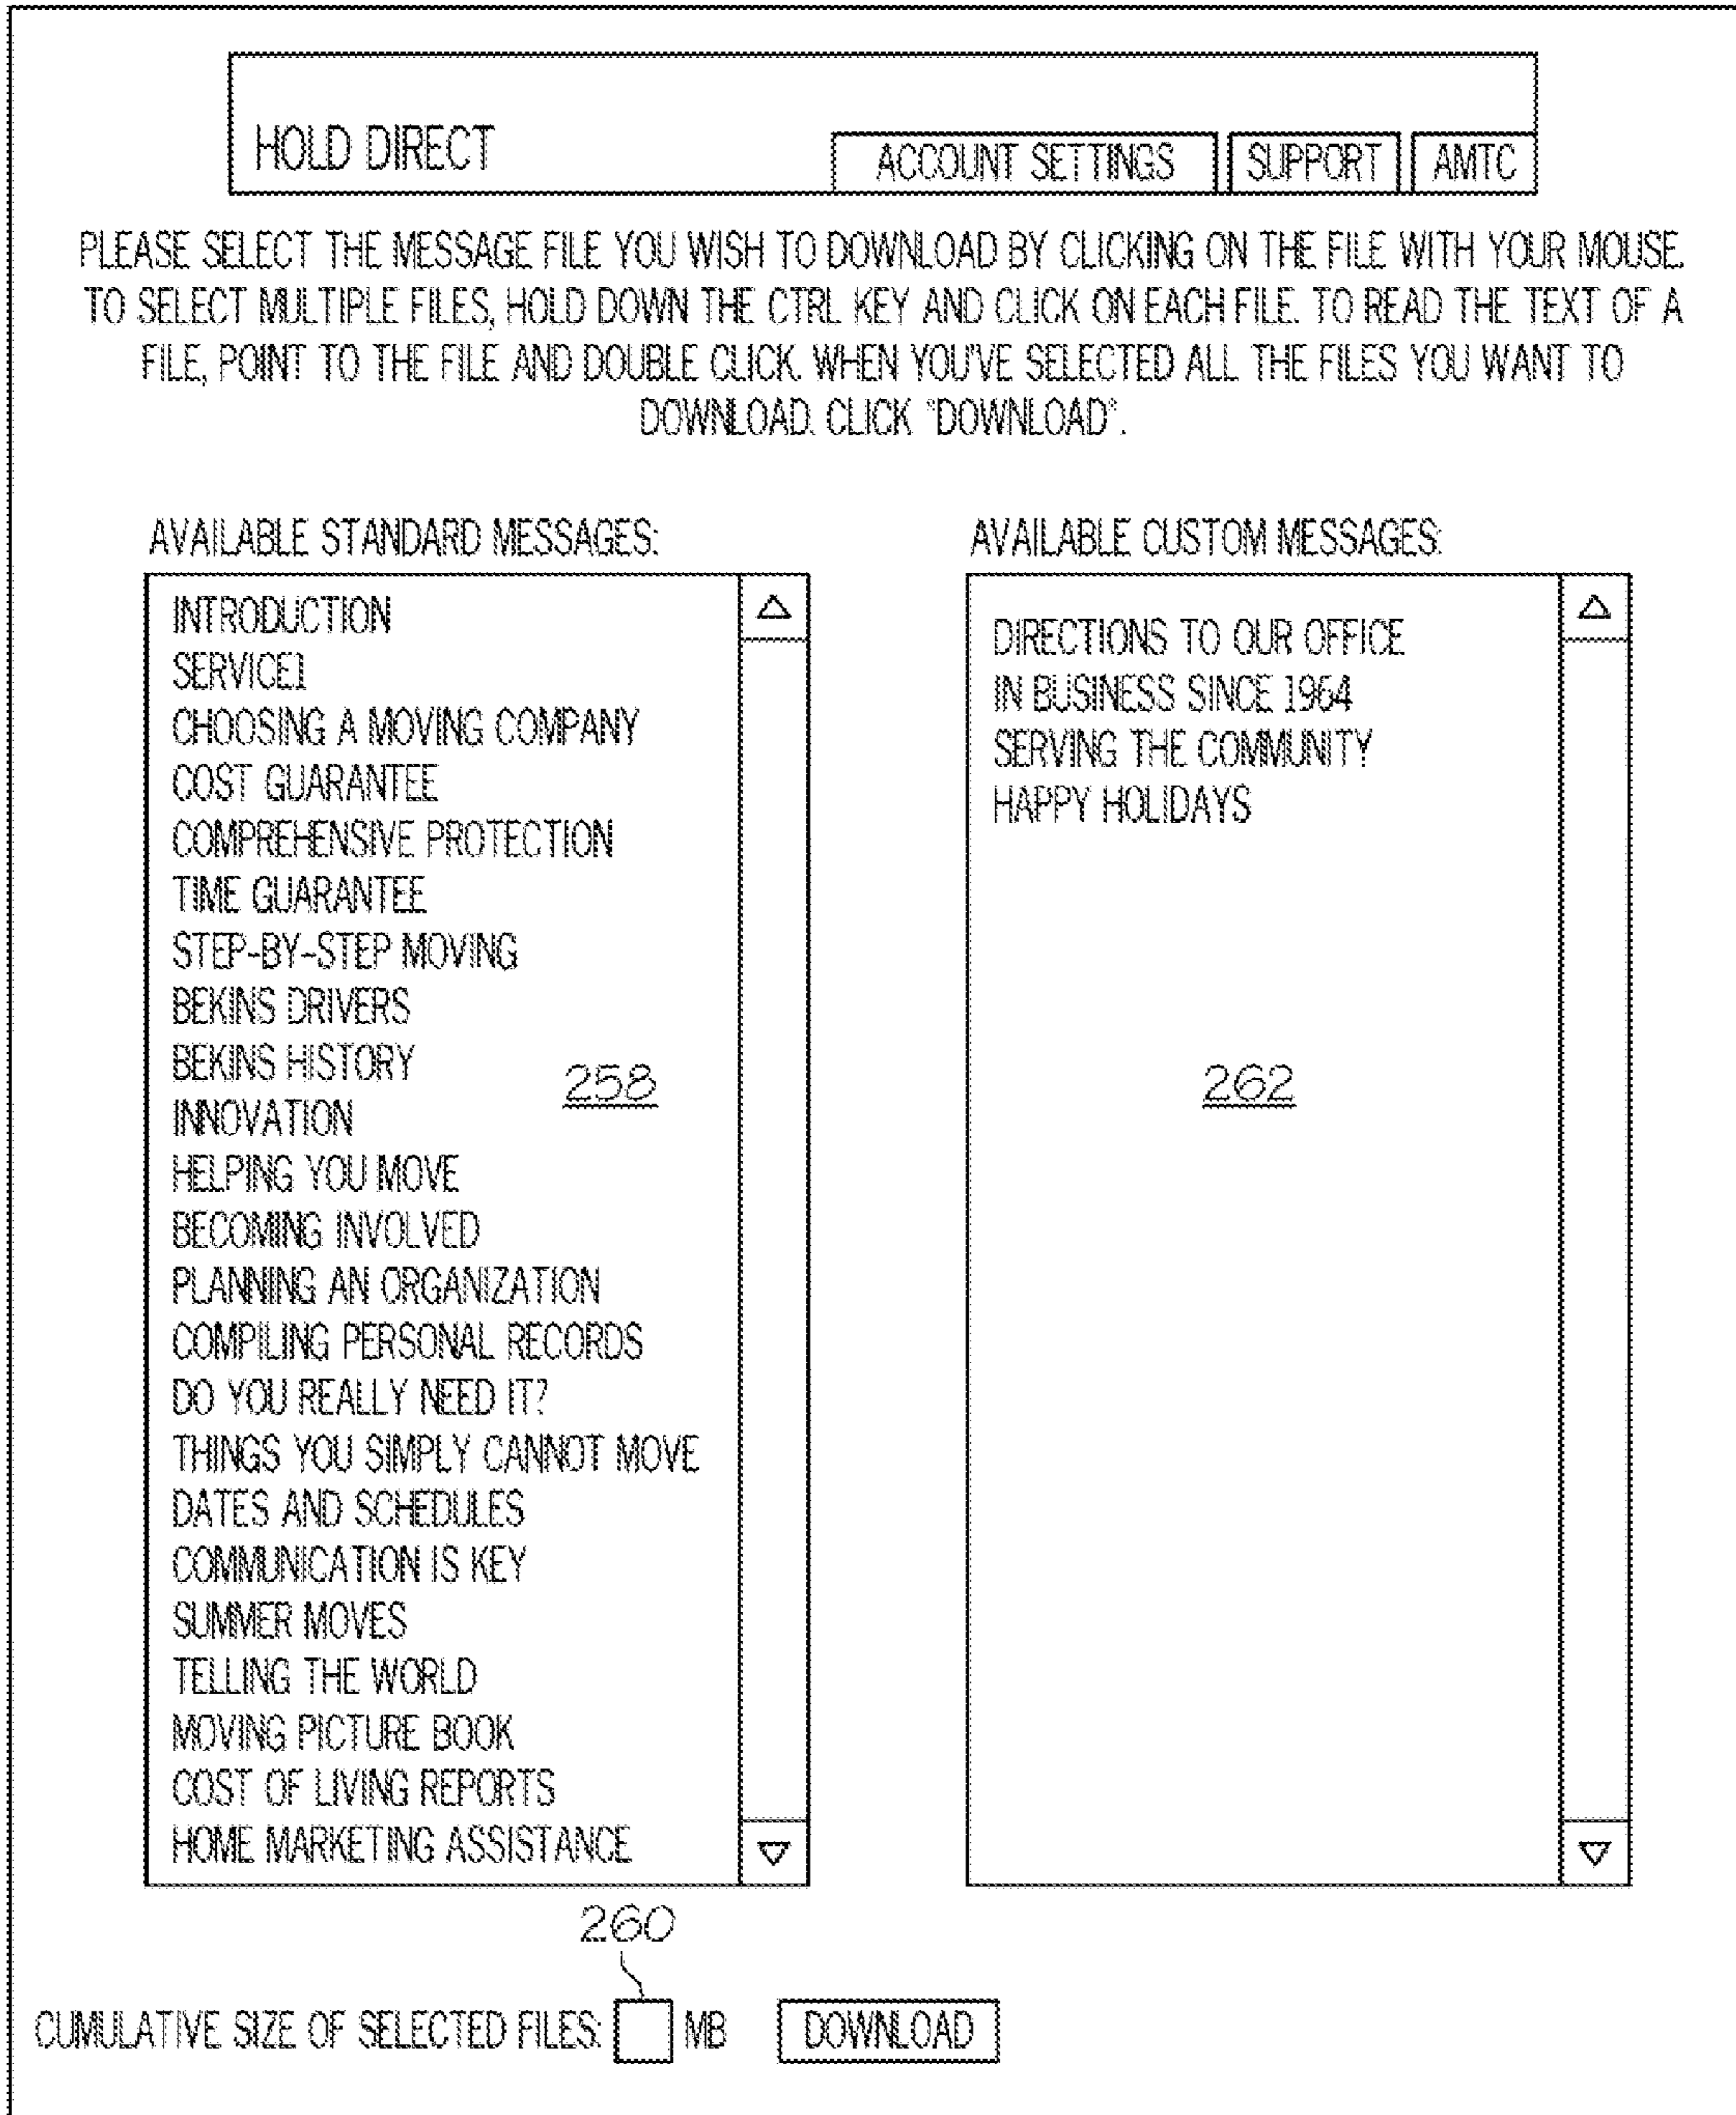 HOLD DIRECT
ACCOUNT SETTINGS
SUPPORT
AMTC
PLEASE SELECT THE MESSAGE FILE YOU WISH TO DOWNLOAD BY CLICKING ON THE FILE WITH YOUR MOUSE.
TO SELECT MULTIPLE FILES, HOLD DOWN THE CTRL KEY AND CLICK ON EACH FILE. TO READ THE TEXT OF A
FILE, POINT TO THE FILE AND DOUBLE CLICK. WHEN YOU'VE SELECTED ALL THE FILES YOU WANT TO
DOWNLOAD. CLICK "DOWNLOAD".
AVAILABLE STANDARD MESSAGES:
INTRODUCTION
SERVICE1
CHOOSING A MOVING COMPANY
COST GUARANTEE
COMPREHENSIVE PROTECTION
TIME GUARANTEE
STEP-BY-STEP MOVING
BEKINS DRIVERS
BEKINS HISTORY
258
INNOVATION
HELPING YOU MOVE
BECOMING INVOLVED
PLANNING AN ORGANIZATION
COMPILING PERSONAL RECORDS
DO YOU REALLY NEED IT?
THINGS YOU SIMPLY CANNOT MOVE
DATES AND SCHEDULES
COMMUNICATION IS KEY
SUMMER MOVES
TELLING THE WORLD
MOVING PICTURE BOOK
COST OF LIVING REPORTS
HOME MARKETING ASSISTANCE
AVAILABLE CUSTOM MESSAGES:
DIRECTIONS TO OUR OFFICE
IN BUSINESS SINCE 1964
SERVING THE COMMUNITY
HAPPY HOLIDAYS
262
260
CUMULATIVE SIZE OF SELECTED FILES: MB
DOWNLOAD